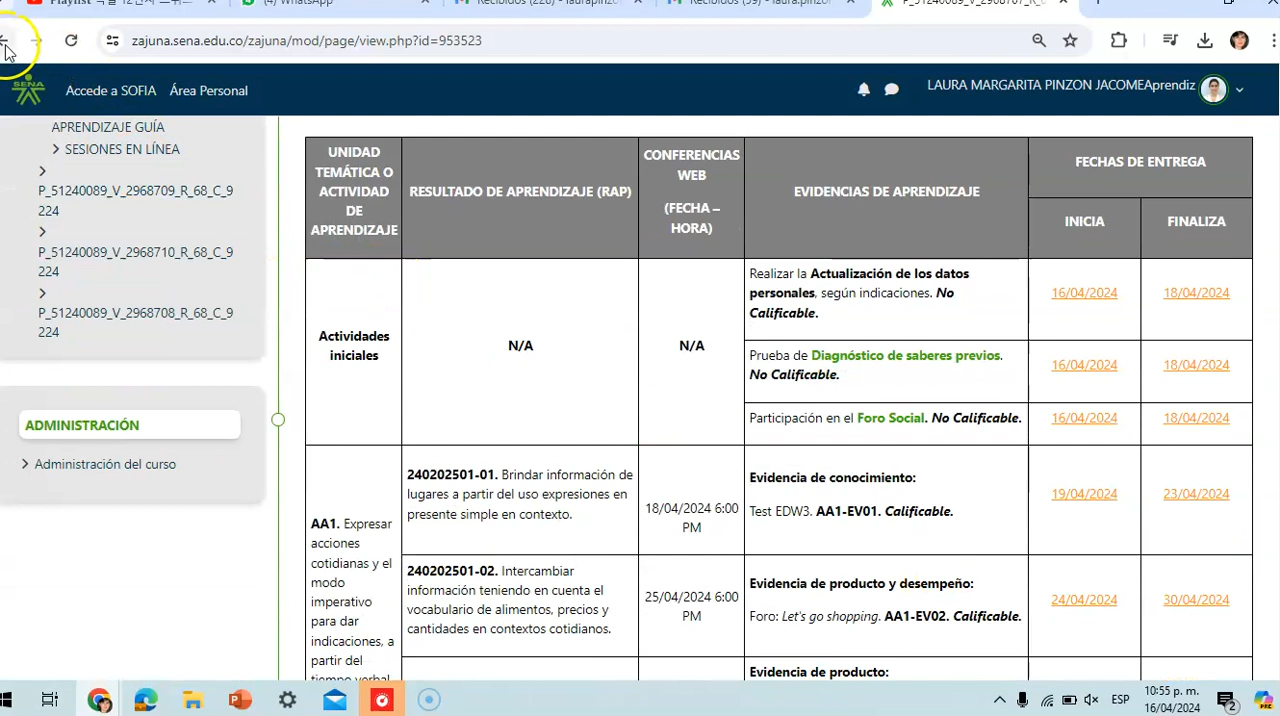 (4) WhatsApp
P_51240089_V_2968707_R_
zajuna.sena.edu.co/zajuna/mod/page/view.php?id=953523
SENA
Accede a SOFIA
Área Personal
LAURA MARGARITA PINZON JACOMEAprendiz
APRENDIZAJE GUÍA
SESIONES EN LÍNEA
P_51240089_V_2968709_R_68_C_9
224
P_51240089_V_2968710_R_68_C_9
224
P_51240089_V_2968708_R_68_C_9
224
ADMINISTRACIÓN
Administración del curso
UNIDAD
TEMÁTICA O
ACTIVIDAD
DE
APRENDIZAJE
RESULTADO DE APRENDIZAJE (RAP)
CONFERENCIAS
WEB
(FECHA –
HORA)
EVIDENCIAS DE APRENDIZAJE
FECHAS DE ENTREGA
INICIA
FINALIZA
Actividades
iniciales
N/A
N/A
Realizar la Actualización de los datos
personales, según indicaciones. No
Calificable.
16/04/2024
18/04/2024
Prueba de Diagnóstico de saberes previos.
No Calificable.
16/04/2024
18/04/2024
Participación en el Foro Social. No Calificable.
16/04/2024
18/04/2024
AA1. Expresar
acciones
cotidianas y el
modo
imperativo
para dar
indicaciones, a
partir del
tiempo verbal
240202501-01. Brindar información de
lugares a partir del uso expresiones en
presente simple en contexto.
18/04/2024 6:00
PM
Evidencia de conocimiento:
Test EDW3. AA1-EV01. Calificable.
19/04/2024
23/04/2024
240202501-02. Intercambiar
información teniendo en cuenta el
vocabulario de alimentos, precios y
cantidades en contextos cotidianos.
25/04/2024 6:00
PM
Evidencia de producto y desempeño:
Foro: Let's go shopping. AA1-EV02. Calificable.
24/04/2024
30/04/2024
Evidencia de producto:
ESP
10:55 p. m.
16/04/2024
2